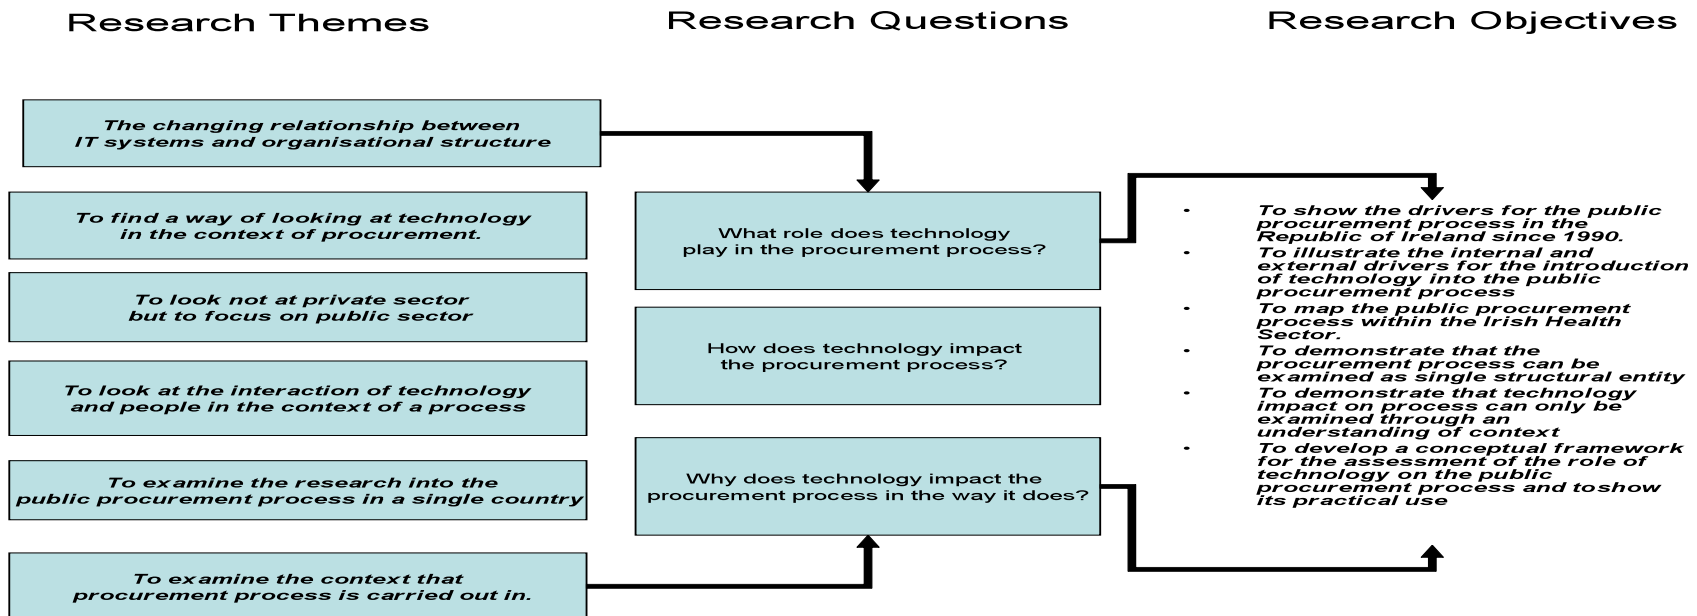 Research Themes
Research Questions
Research Objectives
The changing relationship between
IT systems and organisational structure
To find a way of looking at technology
in the context of procurement.
To look not at private sector
but to focus on public sector
To look at the interaction of technology
and people in the context of a process
To examine the research into the
public procurement process in a single country
To examine the context that
procurement process is carried out in.
What role does technology
play in the procurement process?
How does technology impact
the procurement process?
Why does technology impact the
procurement process in the way it does?
• To show the drivers for the public
procurement process in the
Republic of Ireland since 1990.
• To illustrate the internal and
external drivers for the introduction
of technology into the public
procurement process
• To map the public procurement
process within the Irish Health
Sector.
• To demonstrate that the
procurement process can be
examined as single structural entity
• To demonstrate that technology
impact on process can only be
examined through an
understanding of context
• To develop a conceptual framework
for the assessment of the role of
technology on the public
procurement process and toshow
its practical use